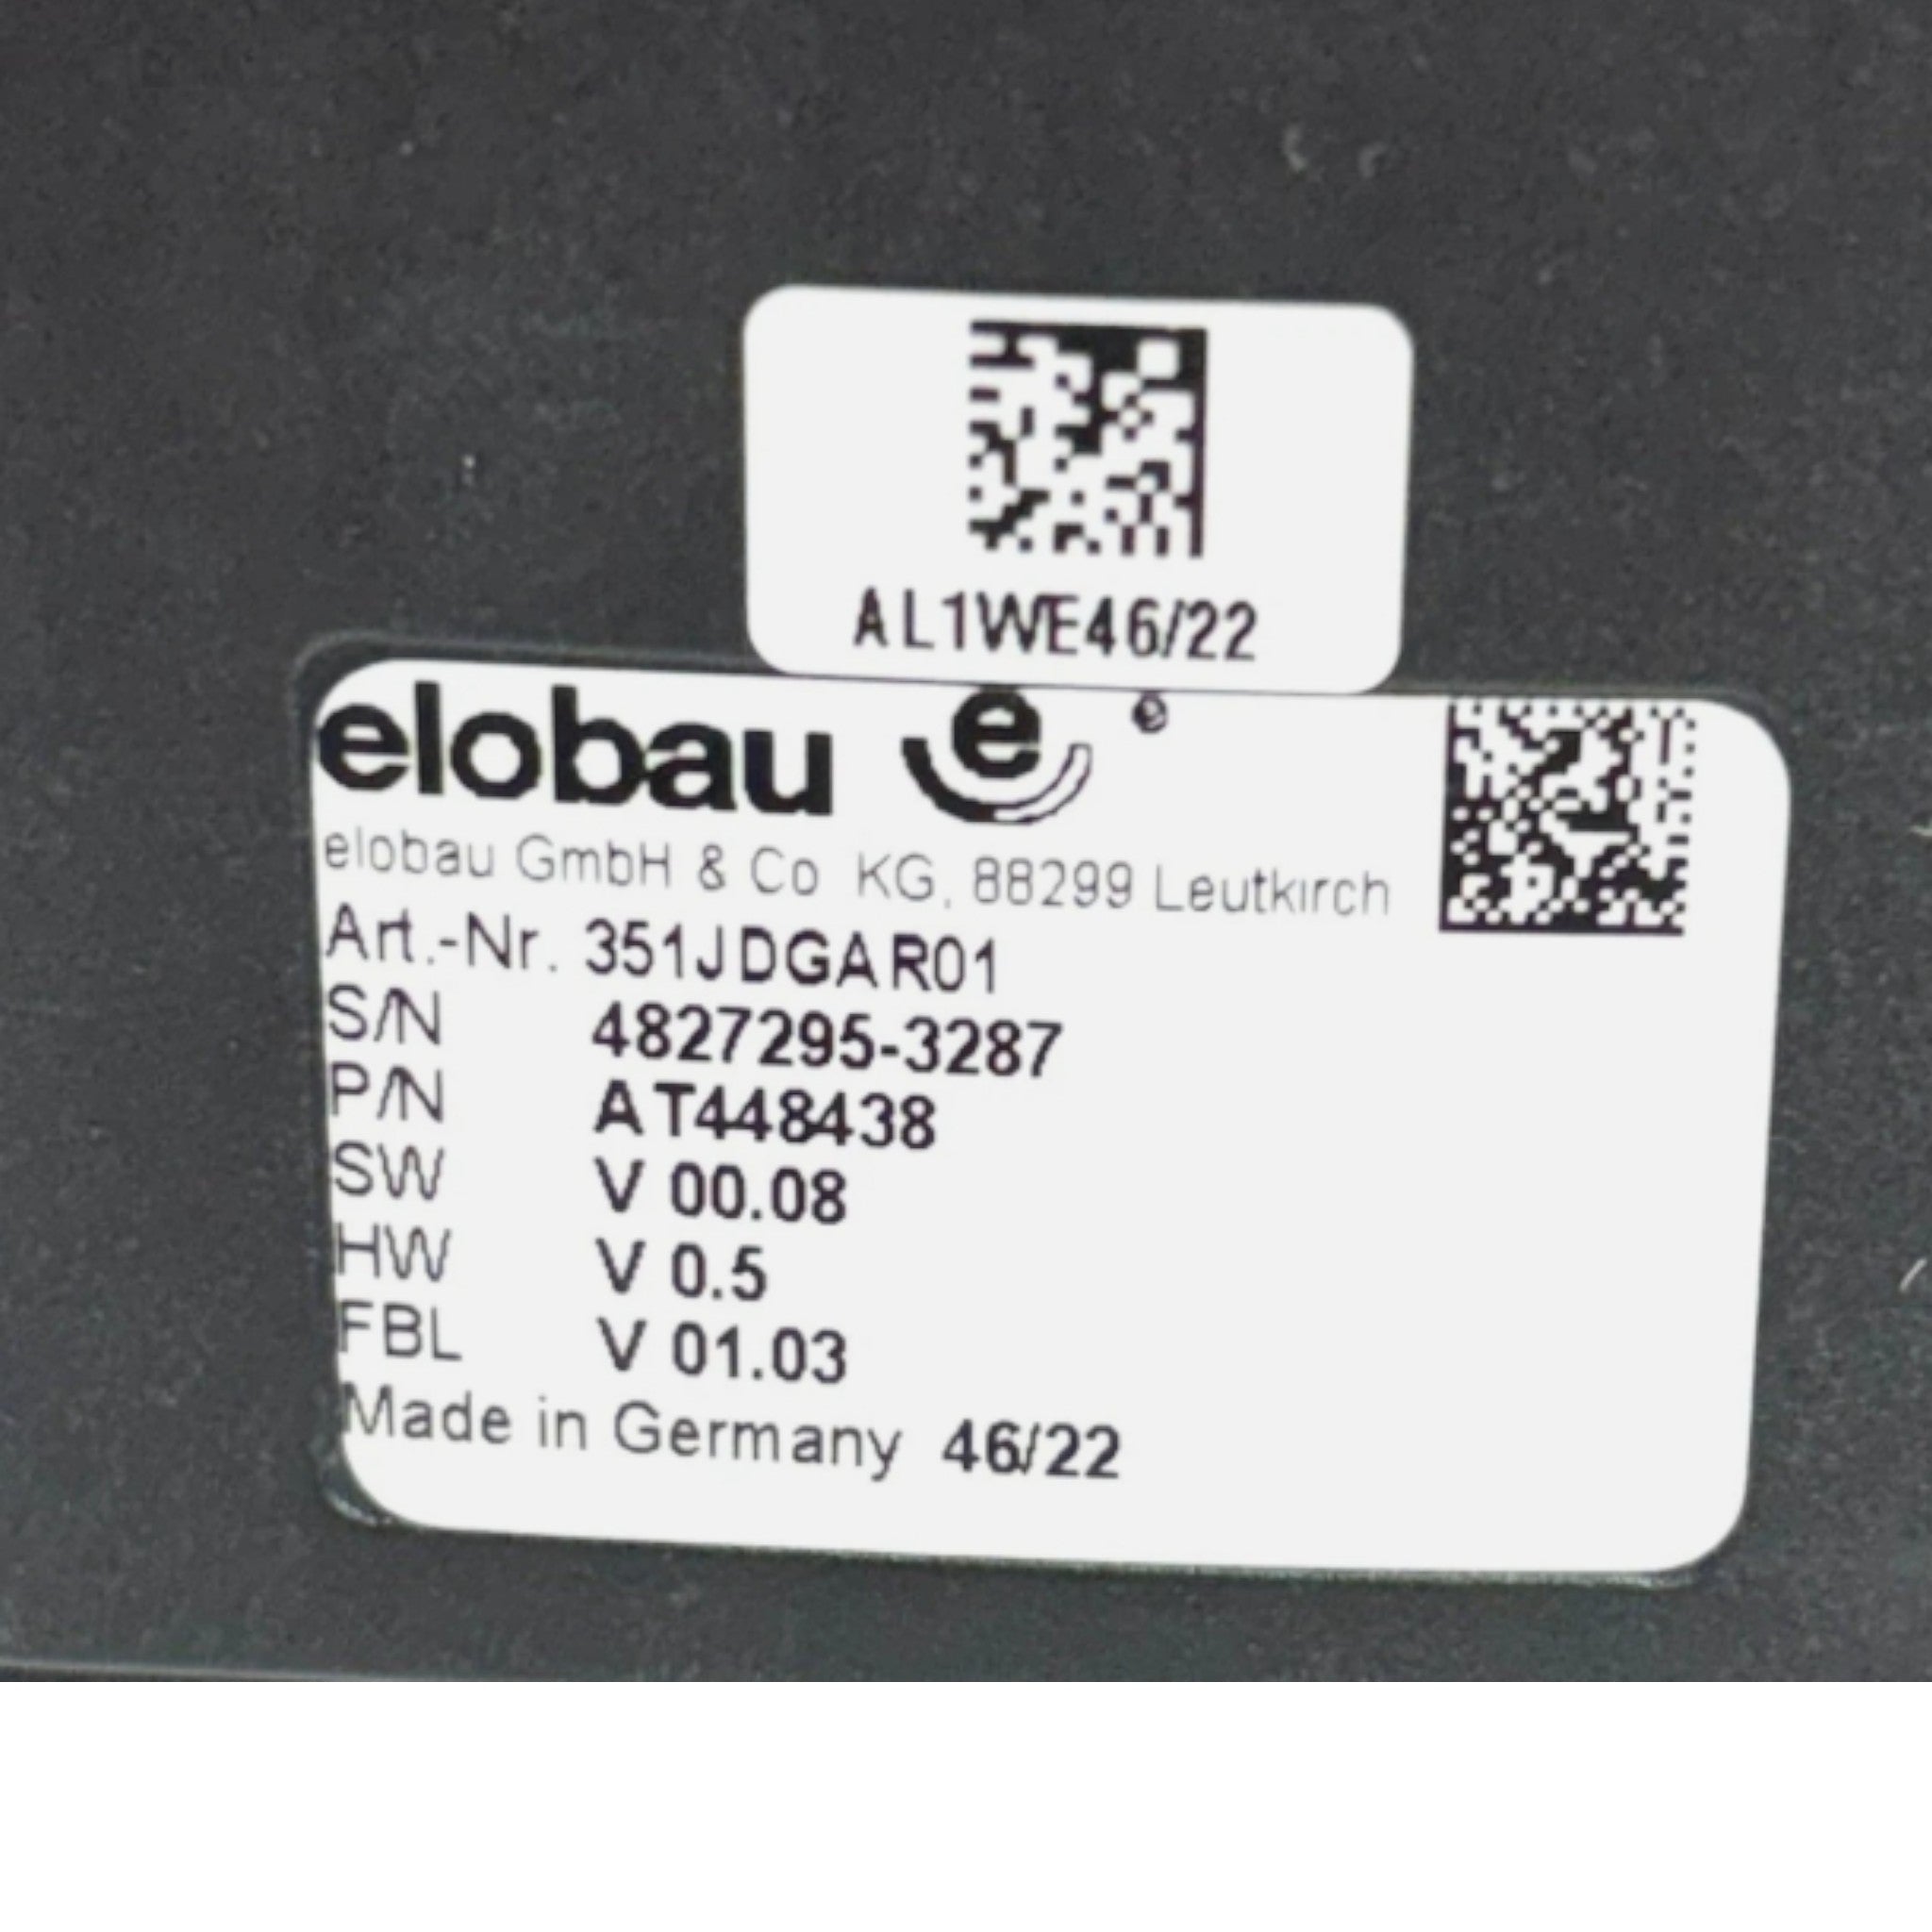 AL1WE46/22
elobau e e
elobau GmbH & Co KG, 88299 Leutkirch
Art.-Nr. 351JDGAR01
S/N 4827295-3287
P/N AT448438
SW V 00.08
HW V 0.5
FBL V 01.03
Made in Germany 46/22